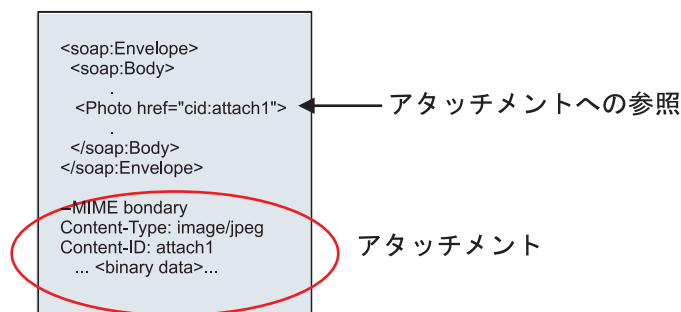 <soap:Envelope>
<soap:Body>
.
<Photo href="cid:attach1">
アタッチメントへの参照
.
</soap:Body>
</soap:Envelope>
–MIME bondary
Content-Type: image/jpeg
Content-ID: attach1
... <binary data>...
アタッチメント